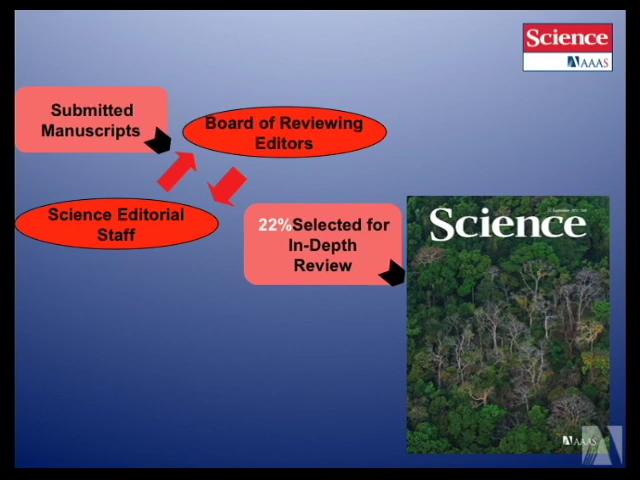 Science
AAAS
Submitted
Manuscripts
Board of Reviewing
Editors
Science Editorial
Staff
22%Selected for
In-Depth
Review
Science
AAAS